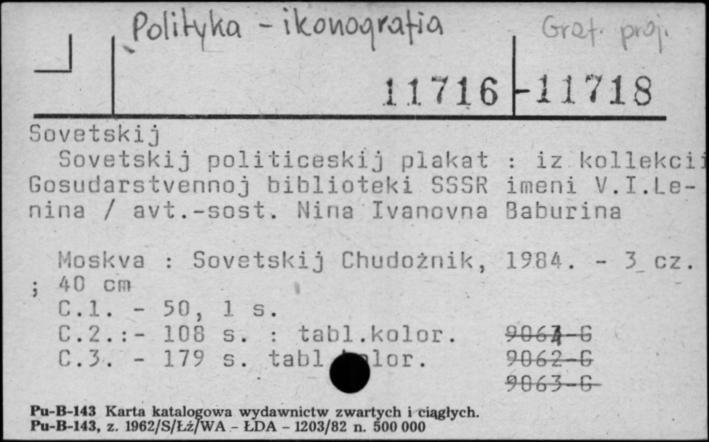 Polityka - ikonografia
Graf. proj.
11716 - 11718
Sovetskij
Sovetskij politiceskij plakat : iz kollekcij
Gosudarstvennoj biblioteki SSSR imeni V.I.Le-
nina / avt.-sost. Nina Ivanovna Baburina
Moskva : Sovetskij Chudożnik, 1984. - 3 cz.
; 40 cm
C.1. - 50, 1 s.
C.2.:- 108 s. : tabl.kolor. 9061-G
C.3. - 179 s. tabl kolor. 9062-G
9063-G
Pu-B-143 Karta katalogowa wydawnictw zwartych i ciągłych.
Pu-B-143, z. 1962/S/Łż/WA - ŁDA - 1203/82 n. 500 000